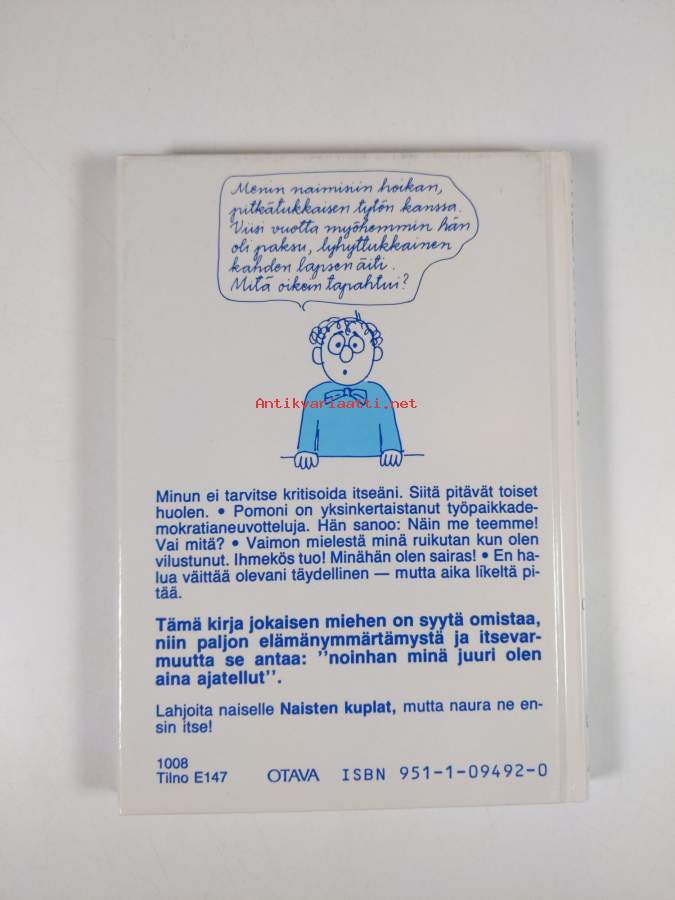 Menin naimisiin hoikan,
pitkätukkaisen tytön kanssa.
Viisi vuotta myöhemmin hän
oli paksu, lyhyttukkainen
kahden lapsen äiti.
Mitä oikein tapahtui?
Antikvariaatti.net
Minun ei tarvitse kritisoida itseäni. Siitä pitävät toiset
huolen. • Pomoni on yksinkertaistanut työpaikkade-
mokratianeuvotteluja. Hän sanoo: Näin me teemme!
Vai mitä? • Vaimon mielestä minä ruikutan kun olen
vilustunut. Ihmekös tuo! Minähän olen sairas! • En ha-
lua väittää olevani täydellinen — mutta aika likeltä pi-
tää.
Tämä kirja jokaisen miehen on syytä omistaa,
niin paljon elämänymmärtämystä ja itsevar-
muutta se antaa: ''noinhan minä juuri olen
aina ajatellut''.
Lahjoita naiselle Naisten kuplat, mutta naura ne en-
sin itse!
1008
Tilno E147 OTAVA ISBN 951-1-09492-0